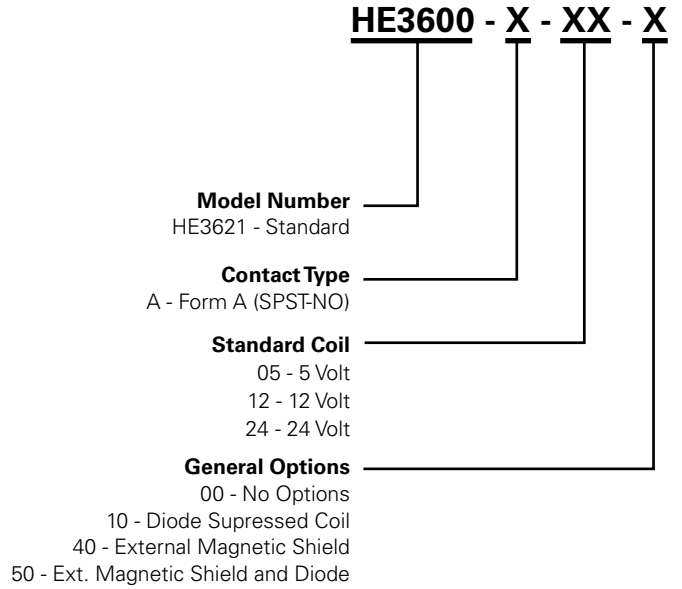 HE3600 - X - XX - X
Model Number
HE3621 - Standard
Contact Type
A - Form A (SPST-NO)
Standard Coil
05 - 5 Volt
12 - 12 Volt
24 - 24 Volt
General Options
00 - No Options
10 - Diode Supressed Coil
40 - External Magnetic Shield
50 - Ext. Magnetic Shield and Diode